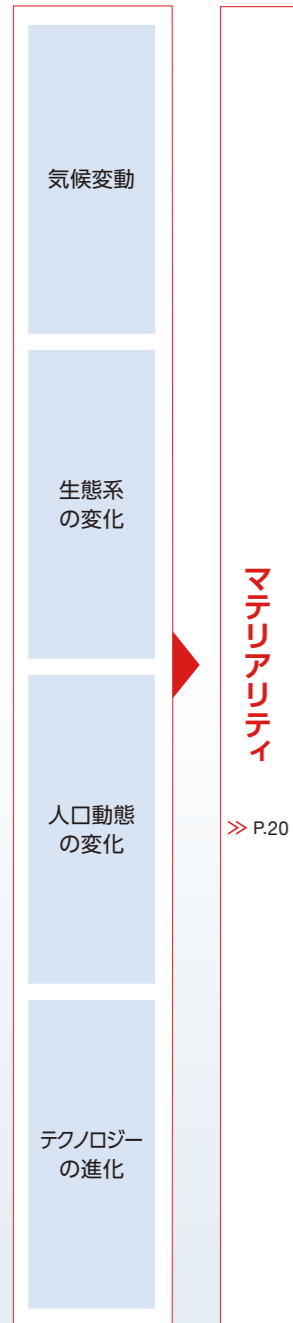 気候変動
生態系
の変化
人口動態
の変化
テクノロジー
の進化
マテリアリティ
≫ P.20